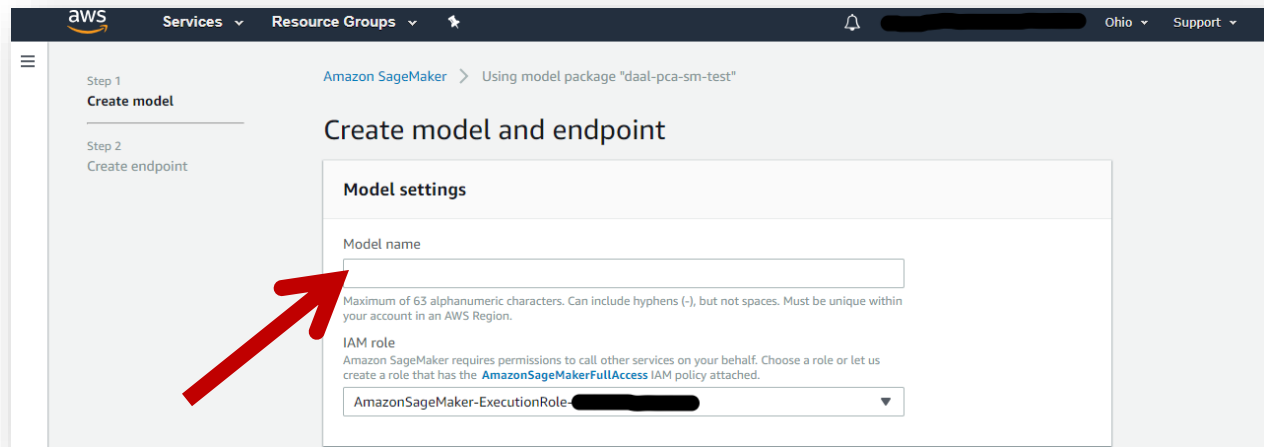 aws Services Resource Groups Ohio Support
Step 1
Create model
Step 2
Create endpoint
Amazon SageMaker > Using model package "daal-pca-sm-test"
Create model and endpoint
Model settings
Model name
Maximum of 63 alphanumeric characters. Can include hyphens (-), but not spaces. Must be unique within
your account in an AWS Region.
IAM role
Amazon SageMaker requires permissions to call other services on your behalf. Choose a role or let us
create a role that has the AmazonSageMakerFullAccess IAM policy attached.
AmazonSageMaker-ExecutionRole-